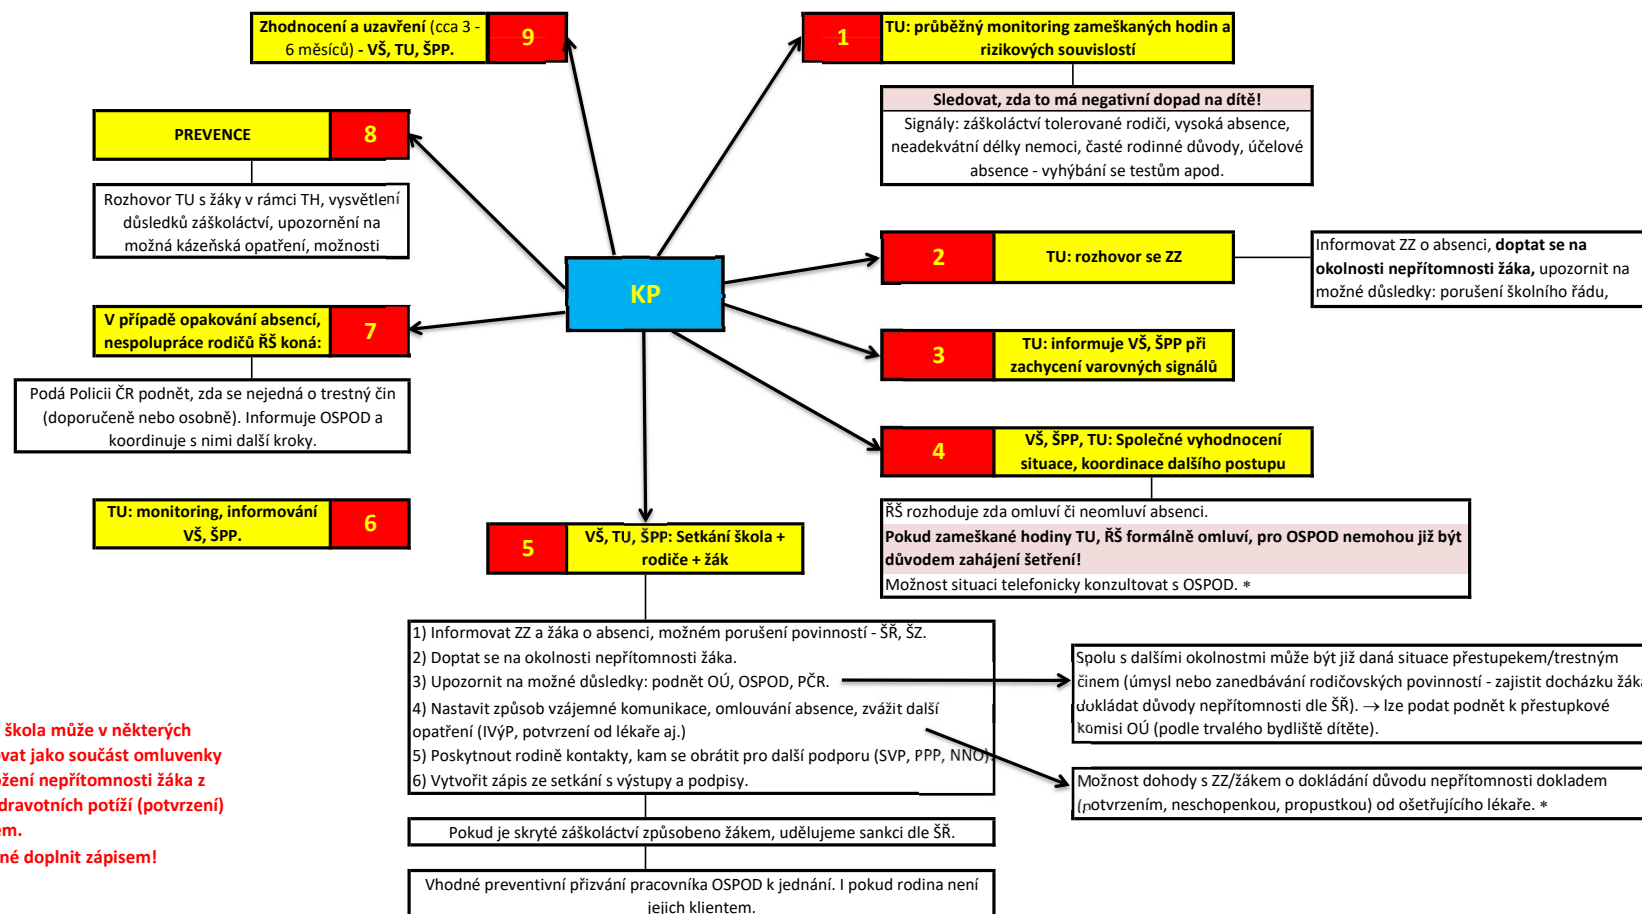 Zhodnocení a uzavření (cca 3 -
6 měsíců) - VŠ, TU, ŠPP.
9
1
TU: průběžný monitoring zameškaných hodin a
rizikových souvislostí
Sledovat, zda to má negativní dopad na dítě!
Signály: záškoláctví tolerované rodiči, vysoká absence,
neadekvátní délky nemoci, časté rodinné důvody, účelové
absence - vyhýbání se testům apod.
PREVENCE
8
Rozhovor TU s žáky v rámci TH, vysvětlení
důsledků záškoláctví, upozornění na
možná kázeňská opatření, možnosti
2
TU: rozhovor se ZZ
Informovat ZZ o absenci, doptat se na
okolnosti nepřítomnosti žáka, upozornit na
možné důsledky: porušení školního řádu,
KP
V případě opakování absencí,
nespolupráce rodičů ŘŠ koná:
7
Podá Policii ČR podnět, zda se nejedná o trestný čin
(doporučeně nebo osobně). Informuje OSPOD a
koordinuje s nimi další kroky.
3
TU: informuje VŠ, ŠPP při
zachycení varovných signálů
4
VŠ, ŠPP, TU: Společné vyhodnocení
situace, koordinace dalšího postupu
ŘŠ rozhoduje zda omluví či neomluví absenci.
Pokud zameškané hodiny TU, ŘŠ formálně omluví, pro OSPOD nemohou již být
důvodem zahájení šetření!
Možnost situaci telefonicky konzultovat s OSPOD. *
TU: monitoring, informování
VŠ, ŠPP.
6
5
VŠ, TU, ŠPP: Setkání škola +
rodiče + žák
1) Informovat ZZ a žáka o absenci, možném porušení povinností - ŠŘ, ŠZ.
2) Doptat se na okolnosti nepřítomnosti žáka.
3) Upozornit na možné důsledky: podnět OÚ, OSPOD, PČR.
4) Nastavit způsob vzájemné komunikace, omlouvání absence, zvážit další
opatření (IVýP, potvrzení od lékaře aj.)
5) Poskytnout rodině kontakty, kam se obrátit pro další podporu (SVP, PPP, NNO).
6) Vytvořit zápis ze setkání s výstupy a podpisy.
Spolu s dalšími okolnostmi může být již daná situace přestupekem/trestným
činem (úmysl nebo zanedbávání rodičovských povinností - zajistit docházku žáka
dokládat důvody nepřítomnosti dle ŠŘ). → lze podat podnět k přestupkové
komisi OÚ (podle trvalého bydliště dítěte).
Možnost dohody s ZZ/žákem o dokládání důvodu nepřítomnosti dokladem
(potvrzením, neschopenkou, propustkou) od ošetřujícího lékaře. *
Pokud je skryté záškoláctví způsobeno žákem, udělujeme sankci dle ŠŘ.
Vhodné preventivní přizvání pracovníka OSPOD k jednání. I pokud rodina není
jejich klientem.
škola může v některých
ovat jako součást omluvenky
ožení nepřítomnosti žáka z
dravotních potíží (potvrzení)
em.
né doplnit zápisem!